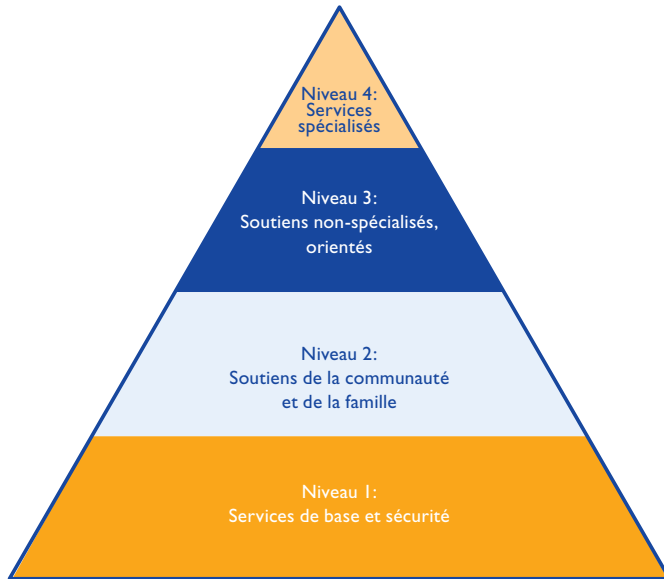 Niveau 4:
Services
spécialisés
Niveau 3:
Soutiens non-spécialisés,
orientés
Niveau 2:
Soutiens de la communauté
et de la famille
Niveau 1:
Services de base et sécurité